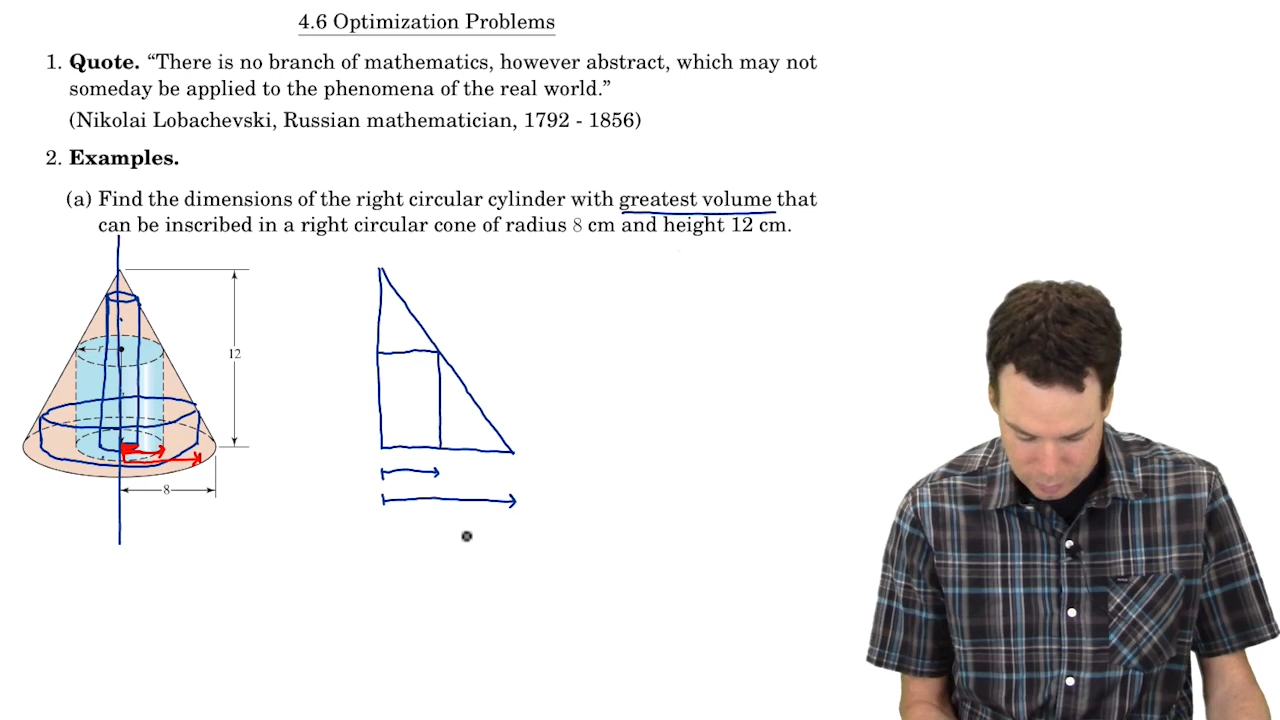 4.6 Optimization Problems
1. Quote. “There is no branch of mathematics, however abstract, which may not
someday be applied to the phenomena of the real world.”
(Nikolai Lobachevski, Russian mathematician, 1792 - 1856)
2. Examples.
(a) Find the dimensions of the right circular cylinder with greatest volume that
can be inscribed in a right circular cone of radius 8 cm and height 12 cm.
r
12
8